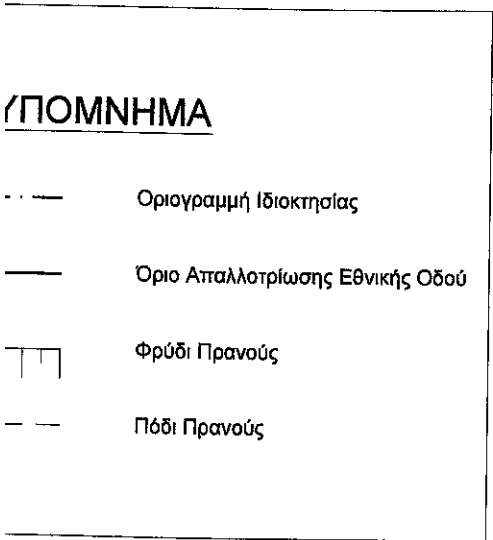 ΥΠΟΜΝΗΜΑ
Οριογραμμή Ιδιοκτησίας
Όριο Απαλλοτρίωσης Εθνικής Οδού
Φρύδι Πρανούς
Πόδι Πρανούς